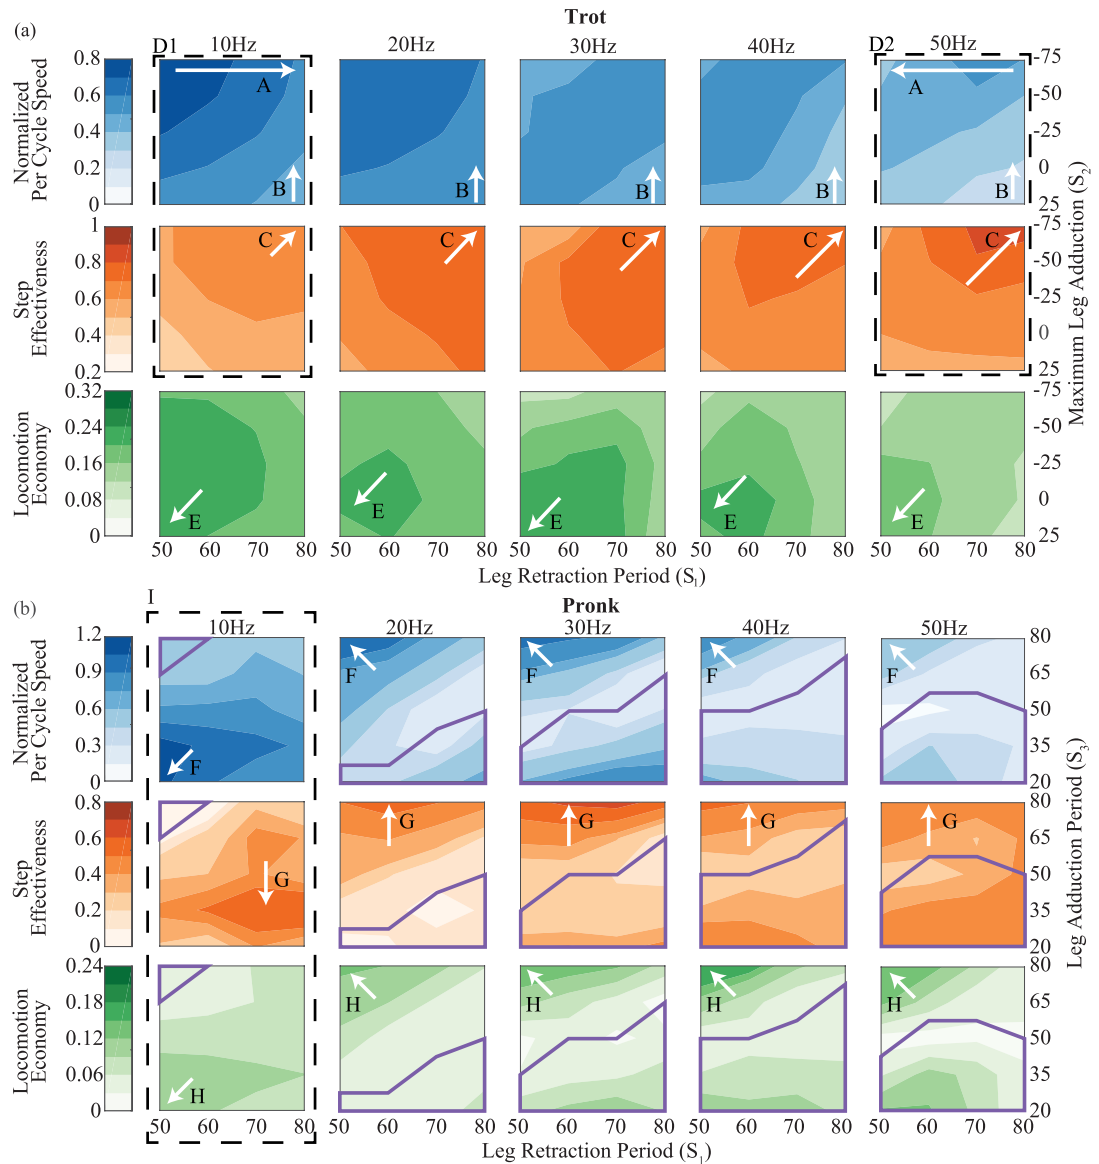 (a)
Trot
D1 10Hz 20Hz 30Hz 40Hz D2 50Hz
Normalized
Per Cycle Speed
0.8
0.6
0.4
0.2
0
A A
B B B B B
-75
-50
-25
0
25
Step
Effectiveness
1
0.8
0.6
0.4
0.2
C C C C C
-75
-50
-25
0
25
Maximum Leg Adduction (S2)
Locomotion
Economy
0.32
0.24
0.16
0.08
0
E E E E E
-75
-50
-25
0
25
50 60 70 80 50 60 70 80 50 60 70 80 50 60 70 80 50 60 70 80
Leg Retraction Period (S1)
(b)
I
Pronk
10Hz 20Hz 30Hz 40Hz 50Hz
Normalized
Per Cycle Speed
1.2
0.9
0.6
0.3
0
F F F F F
80
65
50
35
20
Step
Effectiveness
0.8
0.6
0.4
0.2
0
G G G G G
80
65
50
35
20
Leg Adduction Period (S3)
Locomotion
Economy
0.24
0.18
0.12
0.06
0
H H H H H
80
65
50
35
20
50 60 70 80 50 60 70 80 50 60 70 80 50 60 70 80 50 60 70 80
Leg Retraction Period (S1)